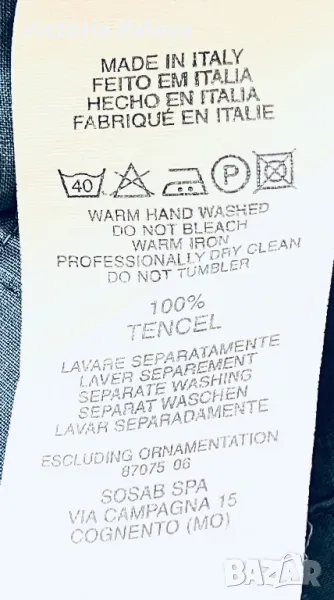 MADE IN ITALY
FEITO EM ITALIA
HECHO EN ITALIA
FABRIQUÉ EN ITALIE
40 P
WARM HAND WASHED
DO NOT BLEACH
WARM IRON
PROFESSIONALLY DRY CLEAN
DO NOT TUMBLER
100%
TENCEL
LAVARE SEPARATAMENTE
LAVER SEPAREMENT
SEPARATE WASHING
SEPARAT WASCHEN
LAVAR SEPARADAMENTE
ESCLUDING ORNAMENTATION
87075 06
SOSAB SPA
VIA CAMPAGNA 15
COGNENTO (MO)
BAZAR